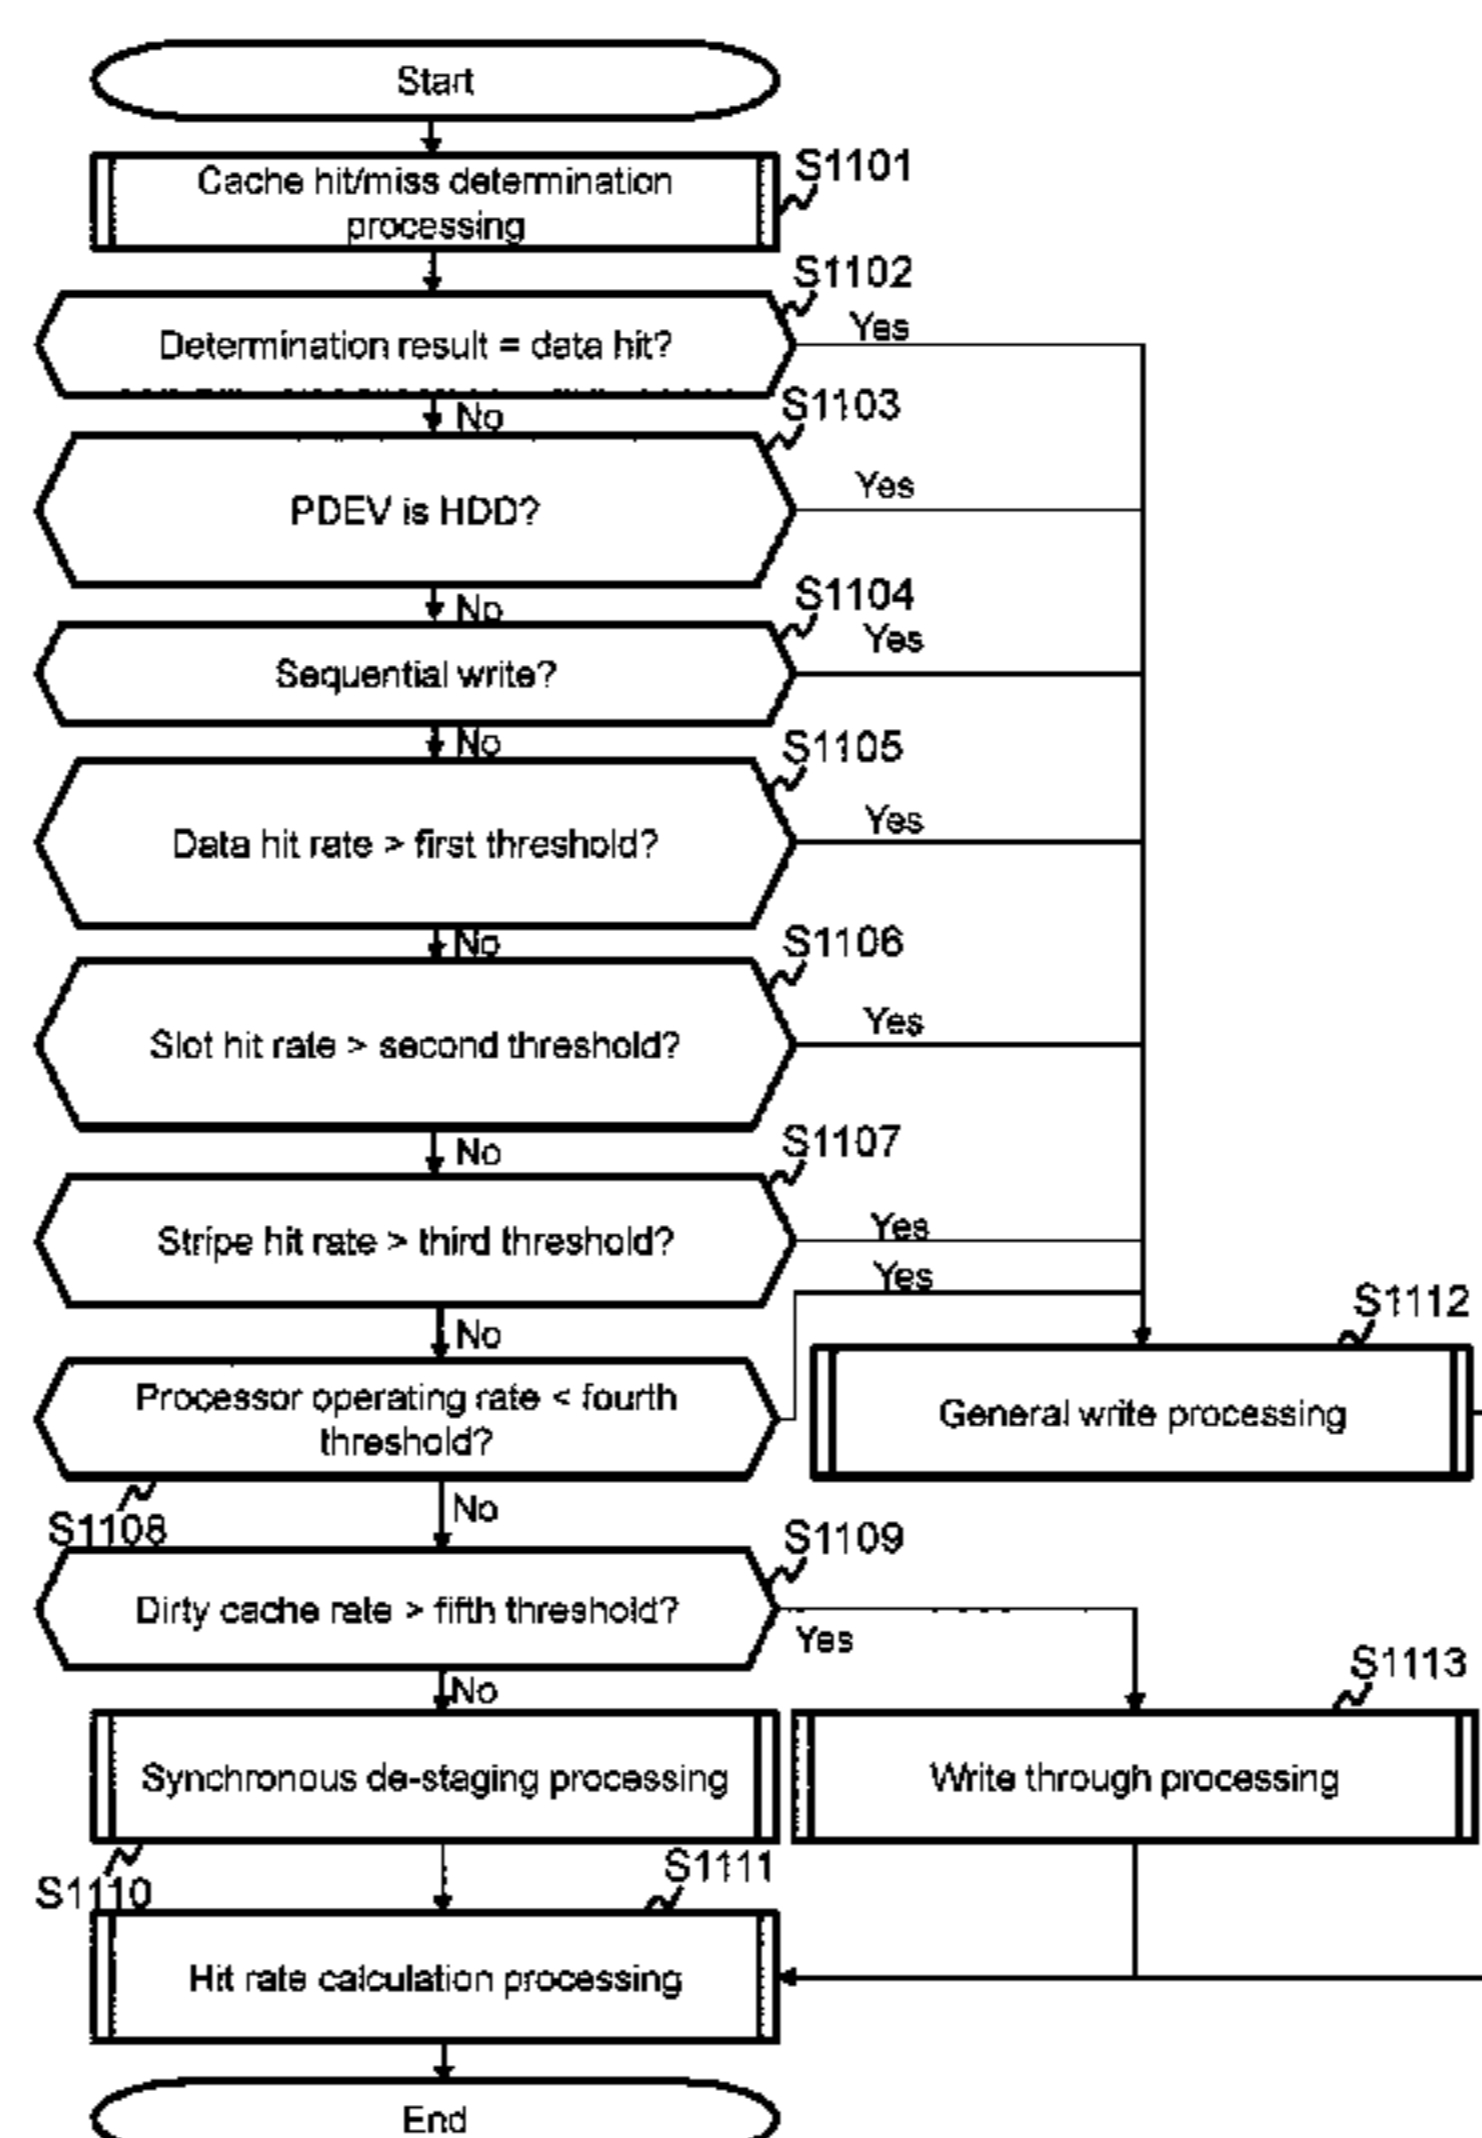 Start
Cache hit/miss determination
processing
S1101
Determination result = data hit?
S1102
Yes
No
PDEV is HDD?
S1103
Yes
No
Sequential write?
S1104
Yes
No
Data hit rate > first threshold?
S1105
Yes
No
Slot hit rate > second threshold?
S1106
Yes
No
Stripe hit rate > third threshold?
S1107
Yes
Yes
No
Processor operating rate < fourth
threshold?
S1108
No
S1112
General write processing
Dirty cache rate > fifth threshold?
S1109
Yes
No
Synchronous de-staging processing
S1110
S1113
Write through processing
S1111
Hit rate calculation processing
End